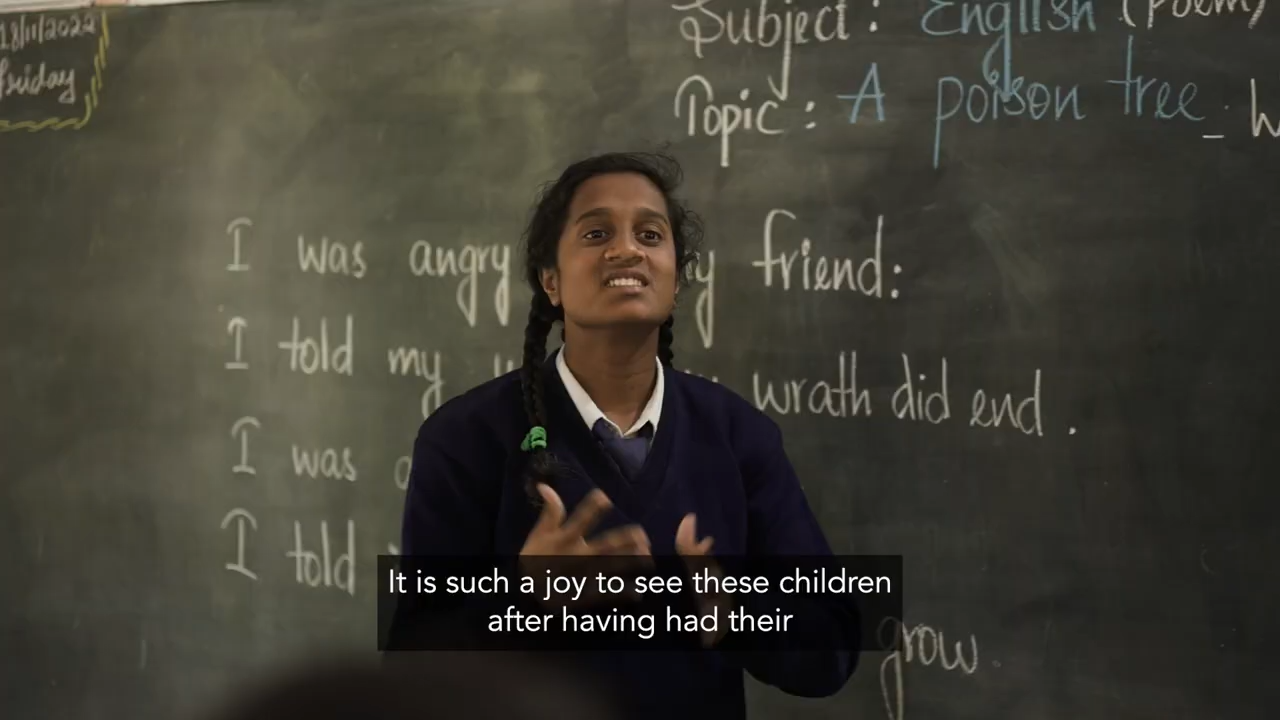 18/11/2022
Friday
Subject: English (Poem)
Topic: A poison tree -
I was angry my friend:
I told my wrath did end.
I was
I told
grow.
It is such a joy to see these children
after having had their